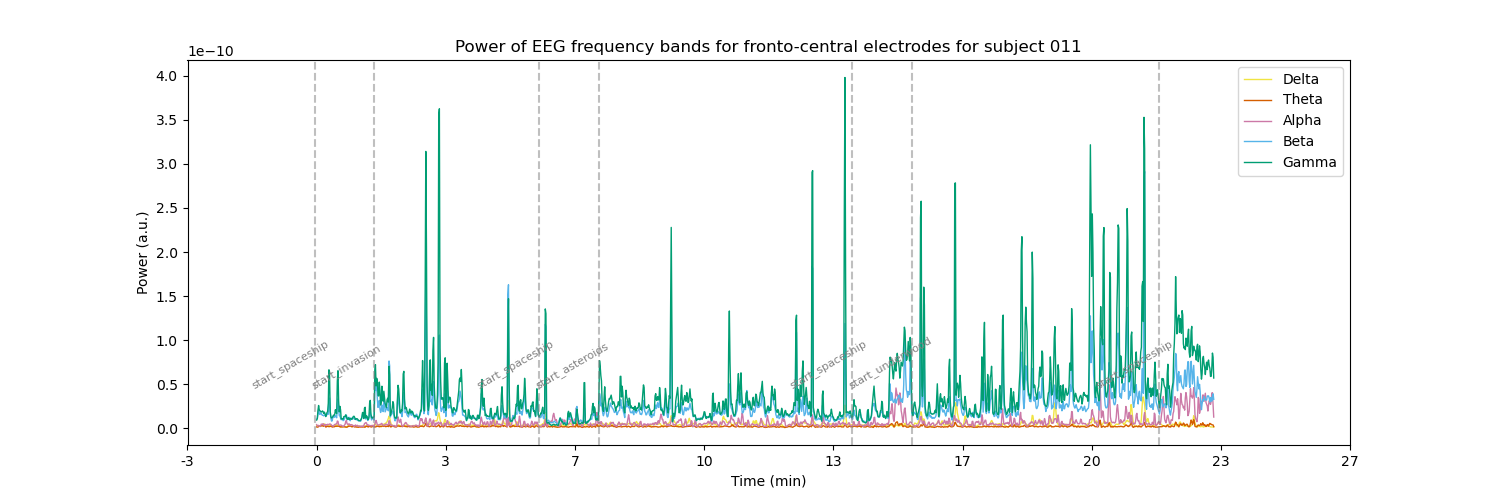 Power of EEG frequency bands for fronto-central electrodes for subject 011
1e−10
4.0
3.5
3.0
2.5
2.0
1.5
1.0
0.5
0.0
Power (a.u.)
Delta
Theta
Alpha
Beta
Gamma
start_spaceship
start_invasion
start_spaceship
start_asteroids
start_spaceship
start_spaceship
-3
0
3
7
10
13
17
20
23
27
Time (min)